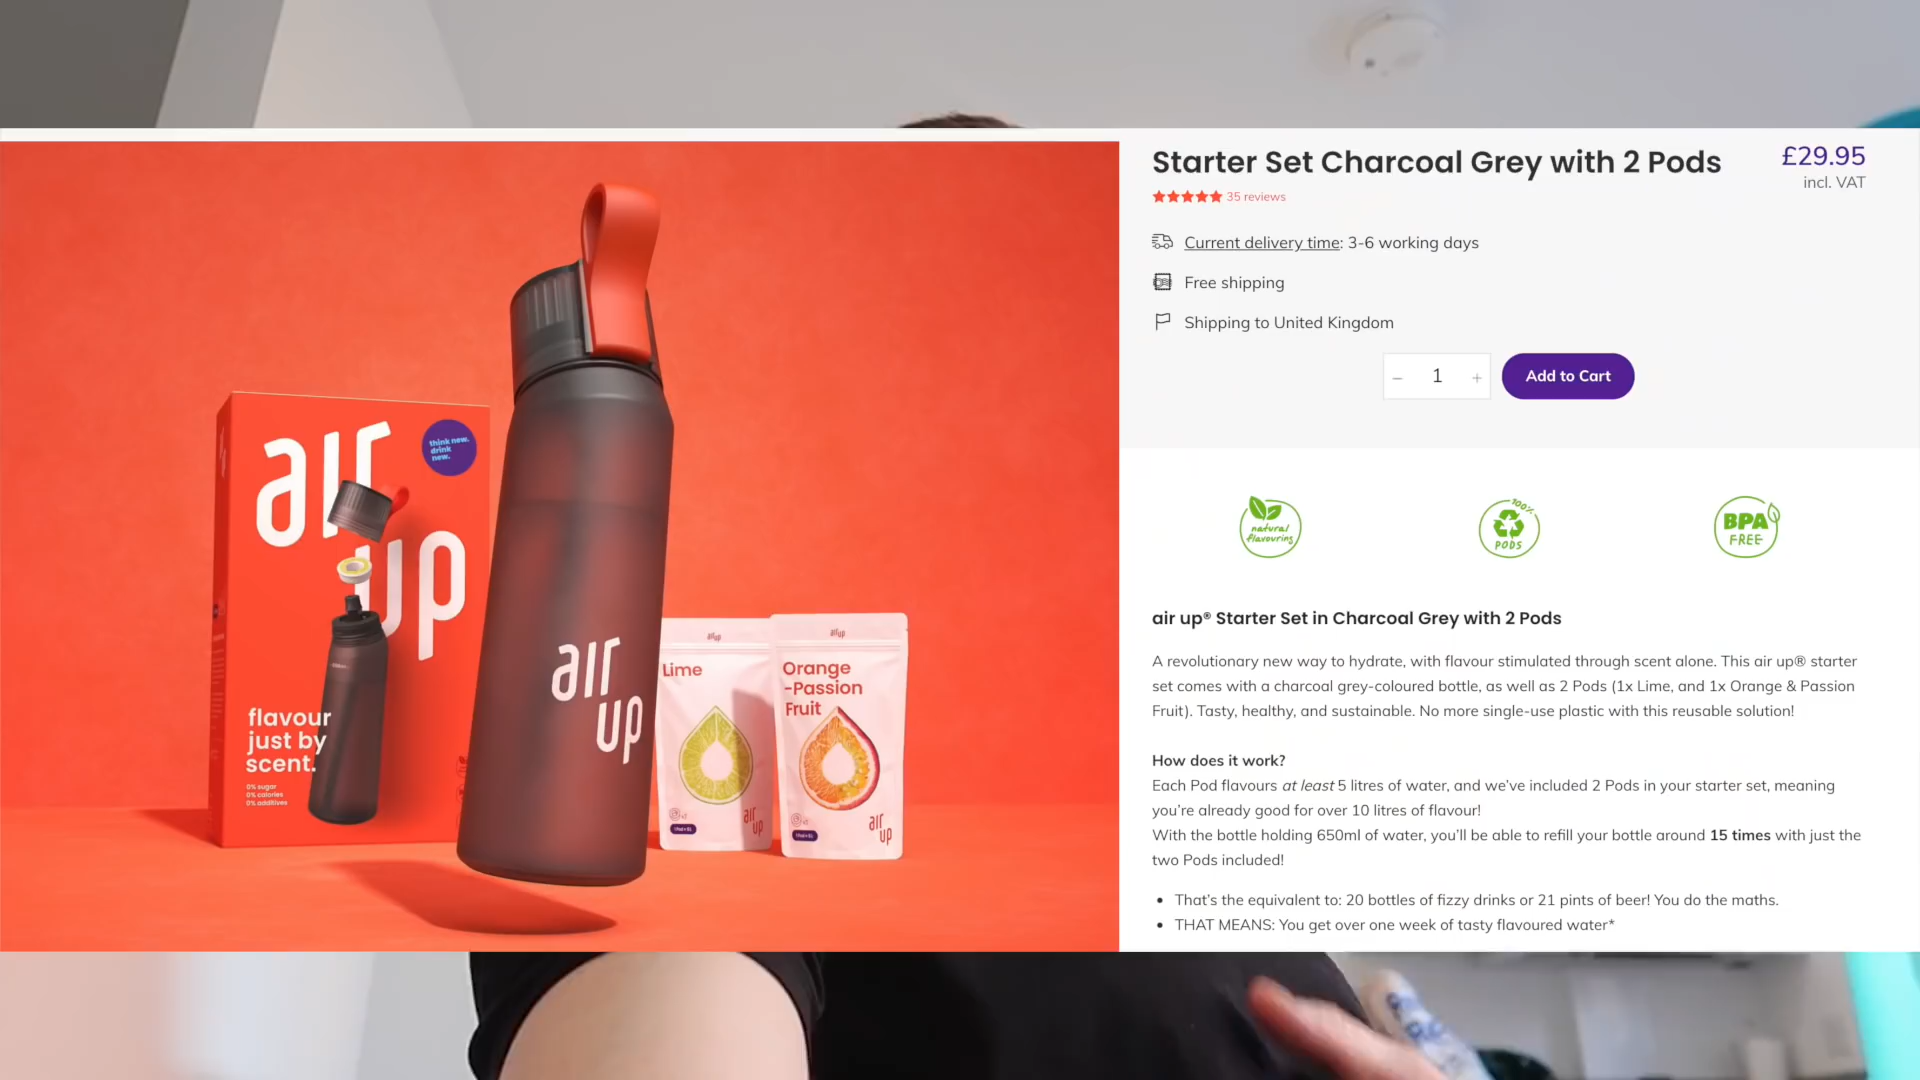 Starter Set Charcoal Grey with 2 Pods
£29.95
incl. VAT
35 reviews
Current delivery time: 3-6 working days
Free shipping
Shipping to United Kingdom
– 1 +
Add to Cart
air
up
think new.
drink
new.
flavour
just by
scent.
0% sugar
0% calories
0% additives
air
up
air up
Lime
air
up
air up
Orange
-Passion
Fruit
air
up
natural
flavouring
100%
PODS
BPA
FREE
air up® Starter Set in Charcoal Grey with 2 Pods
A revolutionary new way to hydrate, with flavour stimulated through scent alone. This air up® starter
set comes with a charcoal grey-coloured bottle, as well as 2 Pods (1x Lime, and 1x Orange & Passion
Fruit). Tasty, healthy, and sustainable. No more single-use plastic with this reusable solution!
How does it work?
Each Pod flavours at least 5 litres of water, and we've included 2 Pods in your starter set, meaning
you're already good for over 10 litres of flavour!
With the bottle holding 650ml of water, you'll be able to refill your bottle around 15 times with just the
two Pods included!
• That's the equivalent to: 20 bottles of fizzy drinks or 21 pints of beer! You do the maths.
• THAT MEANS: You get over one week of tasty flavoured water*